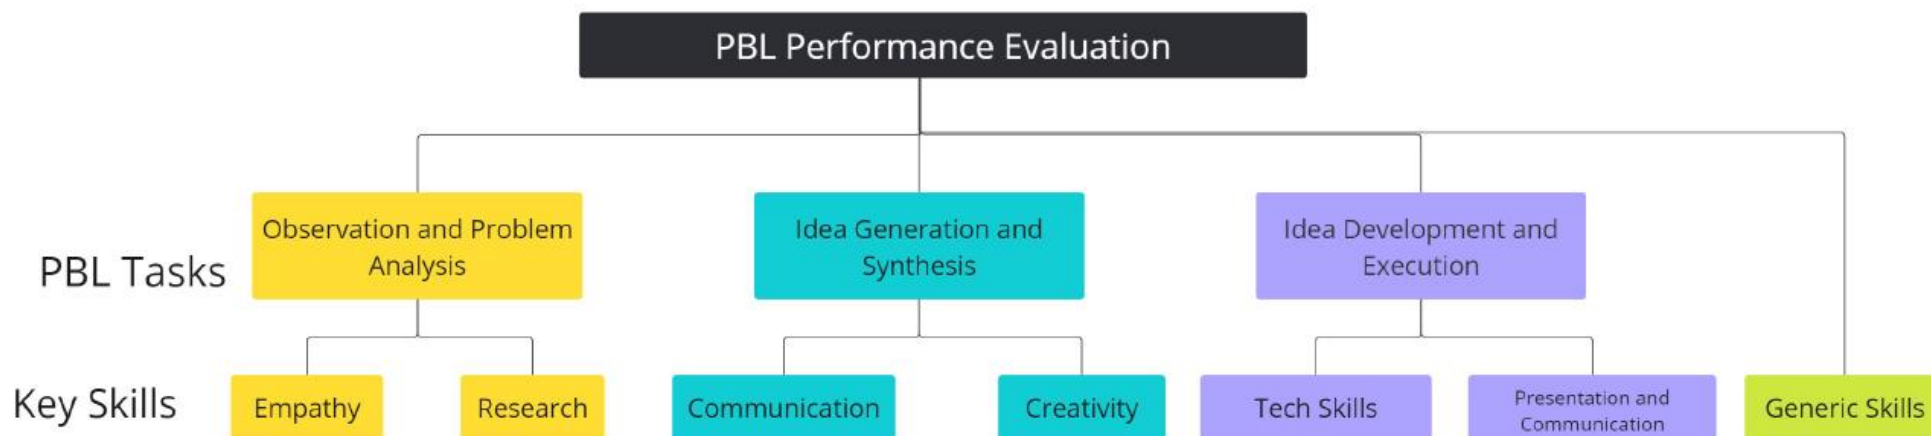 PBL Performance Evaluation
PBL Tasks
Observation and Problem
Analysis
Idea Generation and
Synthesis
Idea Development and
Execution
Key Skills
Empathy
Research
Communication
Creativity
Tech Skills
Presentation and
Communication
Generic Skills